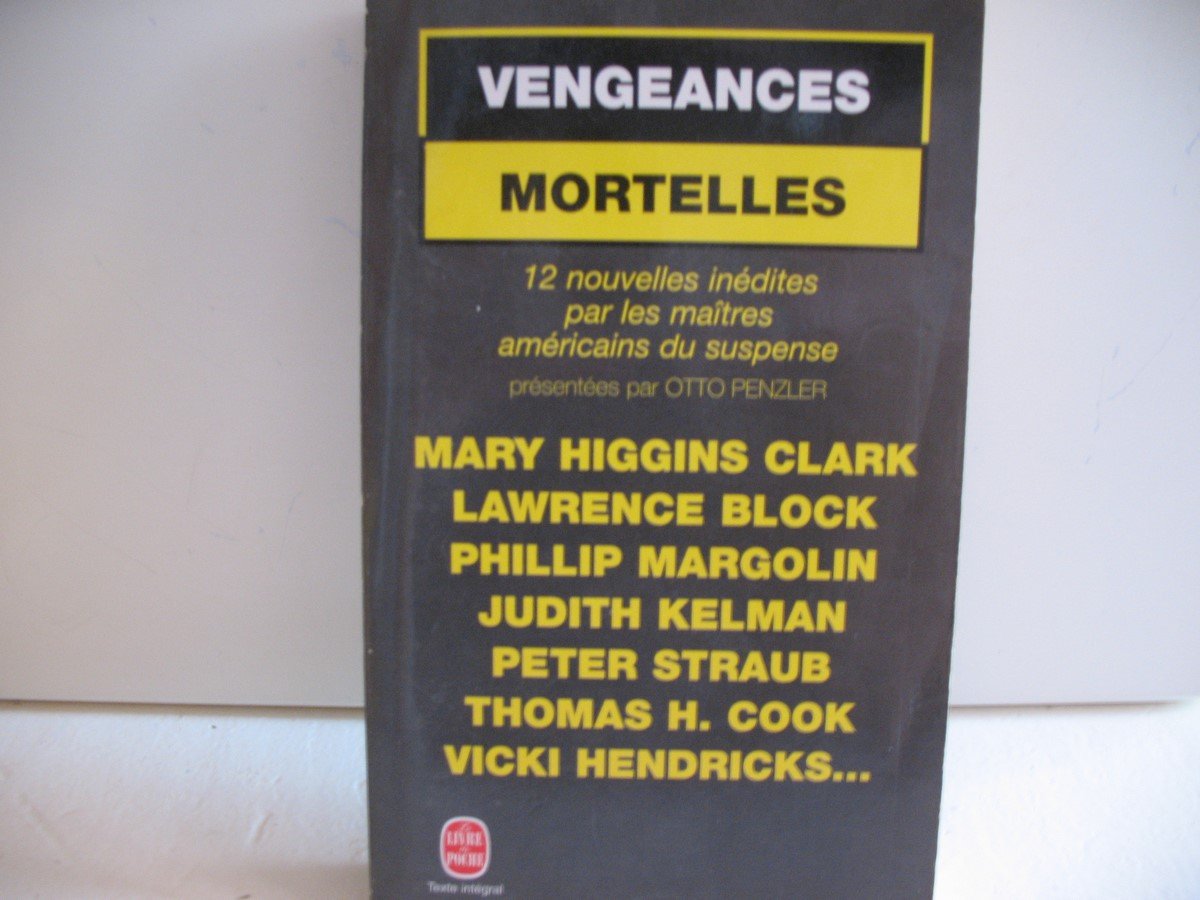 VENGEANCES
MORTELLES
12 nouvelles inédites
par les maîtres
américains du suspense
présentées par OTTO PENZLER
MARY HIGGINS CLARK
LAWRENCE BLOCK
PHILLIP MARGOLIN
JUDITH KELMAN
PETER STRAUB
THOMAS H. COOK
VICKI HENDRICKS...
Le
LIVRE
de
POCHE
Texte intégral